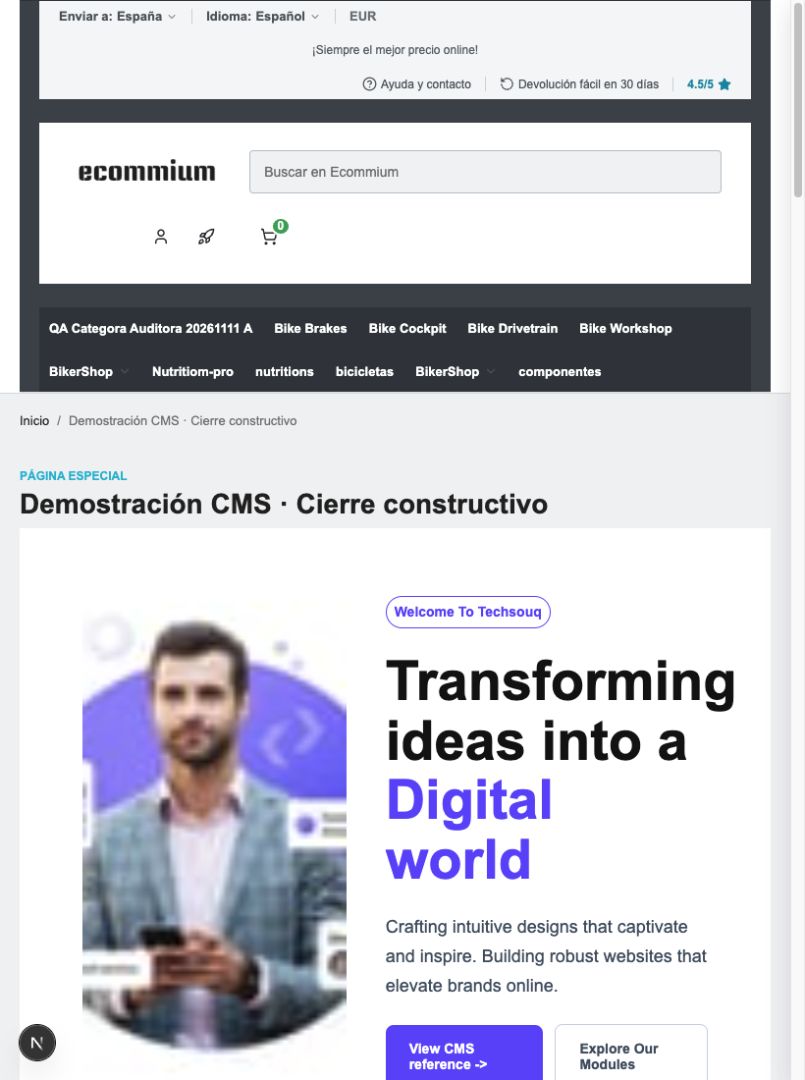 Enviar a: España
Idioma: Español
EUR
¡Siempre el mejor precio online!
Ayuda y contacto
Devolución fácil en 30 días
4.5/5
ecommium
Buscar en Ecommium
0
QA Categora Auditora 20261111 A
Bike Brakes
Bike Cockpit
Bike Drivetrain
Bike Workshop
BikerShop
Nutritiom-pro
nutritions
bicicletas
BikerShop
componentes
Inicio / Demostración CMS · Cierre constructivo
PÁGINA ESPECIAL
Demostración CMS · Cierre constructivo
Welcome To Techsouq
Transforming
ideas into a
Digital
world
Crafting intuitive designs that captivate
and inspire. Building robust websites that
elevate brands online.
View CMS
reference ->
Explore Our
Modules
N